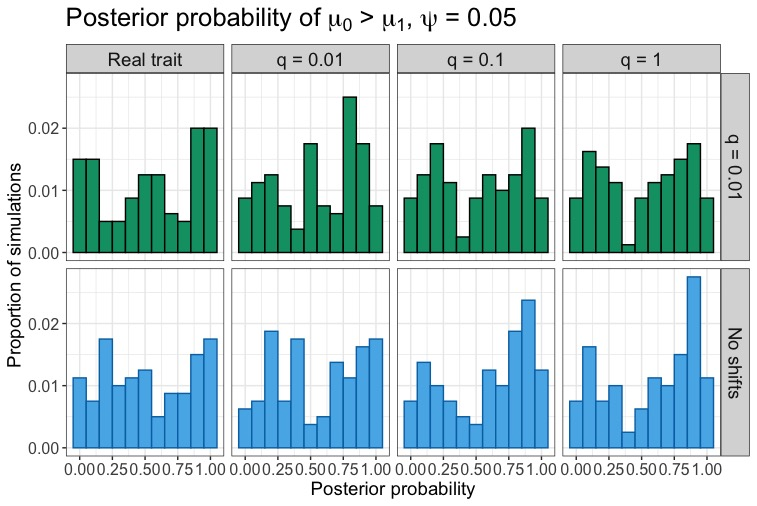 Posterior probability of μ₀ > μ₁, ψ = 0.05
Real trait
q = 0.01
q = 0.1
q = 1
Proportion of simulations
0.02
0.01
0.00
q = 0.01
0.02
0.01
0.00
No shifts
0.00 0.25 0.50 0.75 1.00 0.00 0.25 0.50 0.75 1.00 0.00 0.25 0.50 0.75 1.00 0.00 0.25 0.50 0.75 1.00
Posterior probability